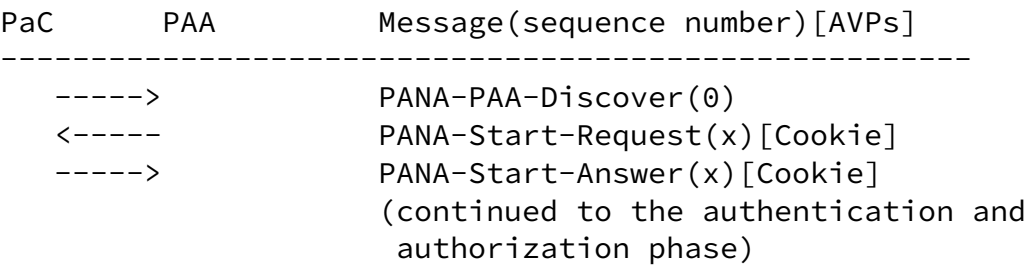 PaC      PAA         Message(sequence number)[AVPs]
------------------------------------------------------
   ----->            PANA-PAA-Discover(0)
   <-----            PANA-Start-Request(x)[Cookie]
   ----->            PANA-Start-Answer(x)[Cookie]
                     (continued to the authentication and
                      authorization phase)